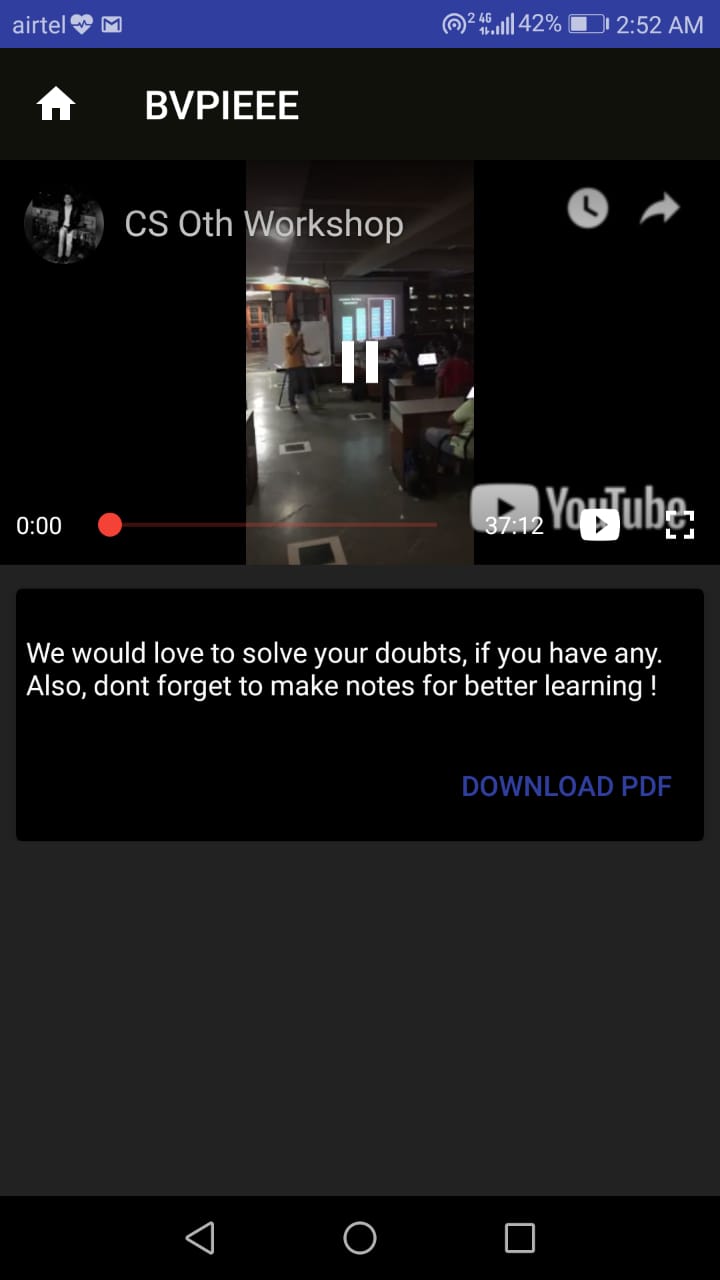 airtel 2 4G 42% 2:52 AM
BVPIEEE
CS Oth Workshop
0:00 37:12 YouTube
We would love to solve your doubts, if you have any.
Also, dont forget to make notes for better learning !
DOWNLOAD PDF